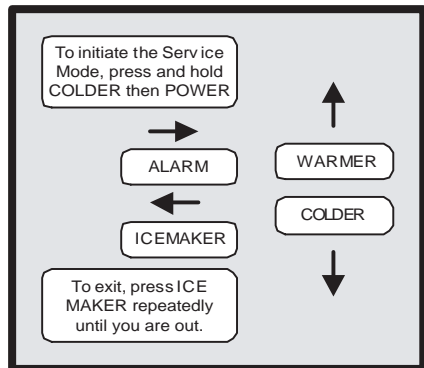 To initiate the Service
Mode, press and hold
COLDER then POWER
ALARM
ICEMAKER
To exit, press ICE
MAKER repeatedly
until you are out.
WARMER
COLDER